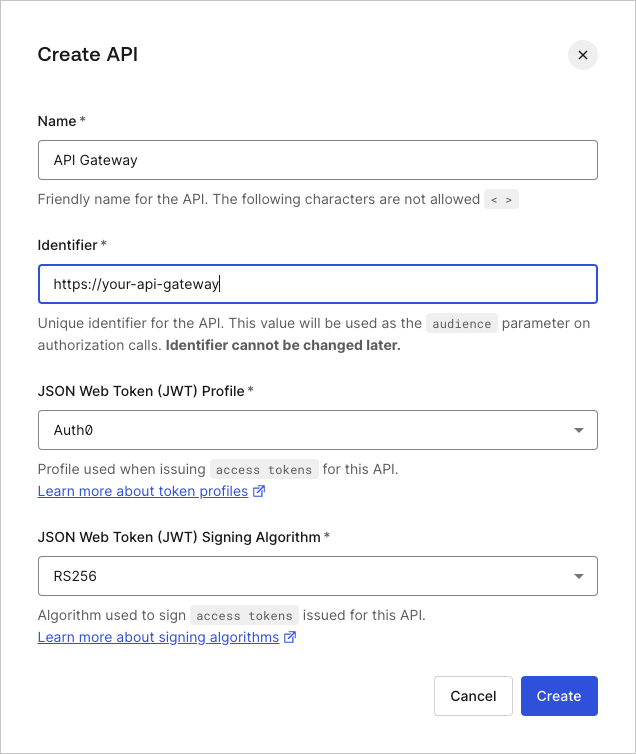 Create API
Name *
API Gateway
Friendly name for the API. The following characters are not allowed < >
Identifier *
https://your-api-gateway
Unique identifier for the API. This value will be used as the audience parameter on
authorization calls. Identifier cannot be changed later.
JSON Web Token (JWT) Profile *
Auth0
Profile used when issuing access tokens for this API.
Learn more about token profiles
JSON Web Token (JWT) Signing Algorithm *
RS256
Algorithm used to sign access tokens issued for this API.
Learn more about signing algorithms
Cancel Create